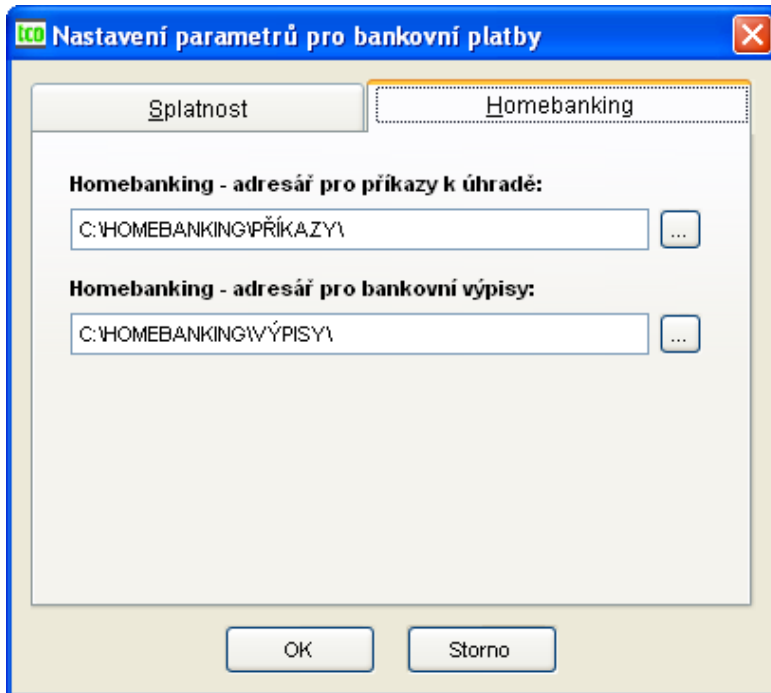 tco Nastavení parametrů pro bankovní platby
Splatnost Homebanking
Homebanking - adresář pro příkazy k úhradě:
C:\HOMEBANKING\PŘÍKAZY\ ...
Homebanking - adresář pro bankovní výpisy:
C:\HOMEBANKING\VÝPISY\ ...
OK Storno